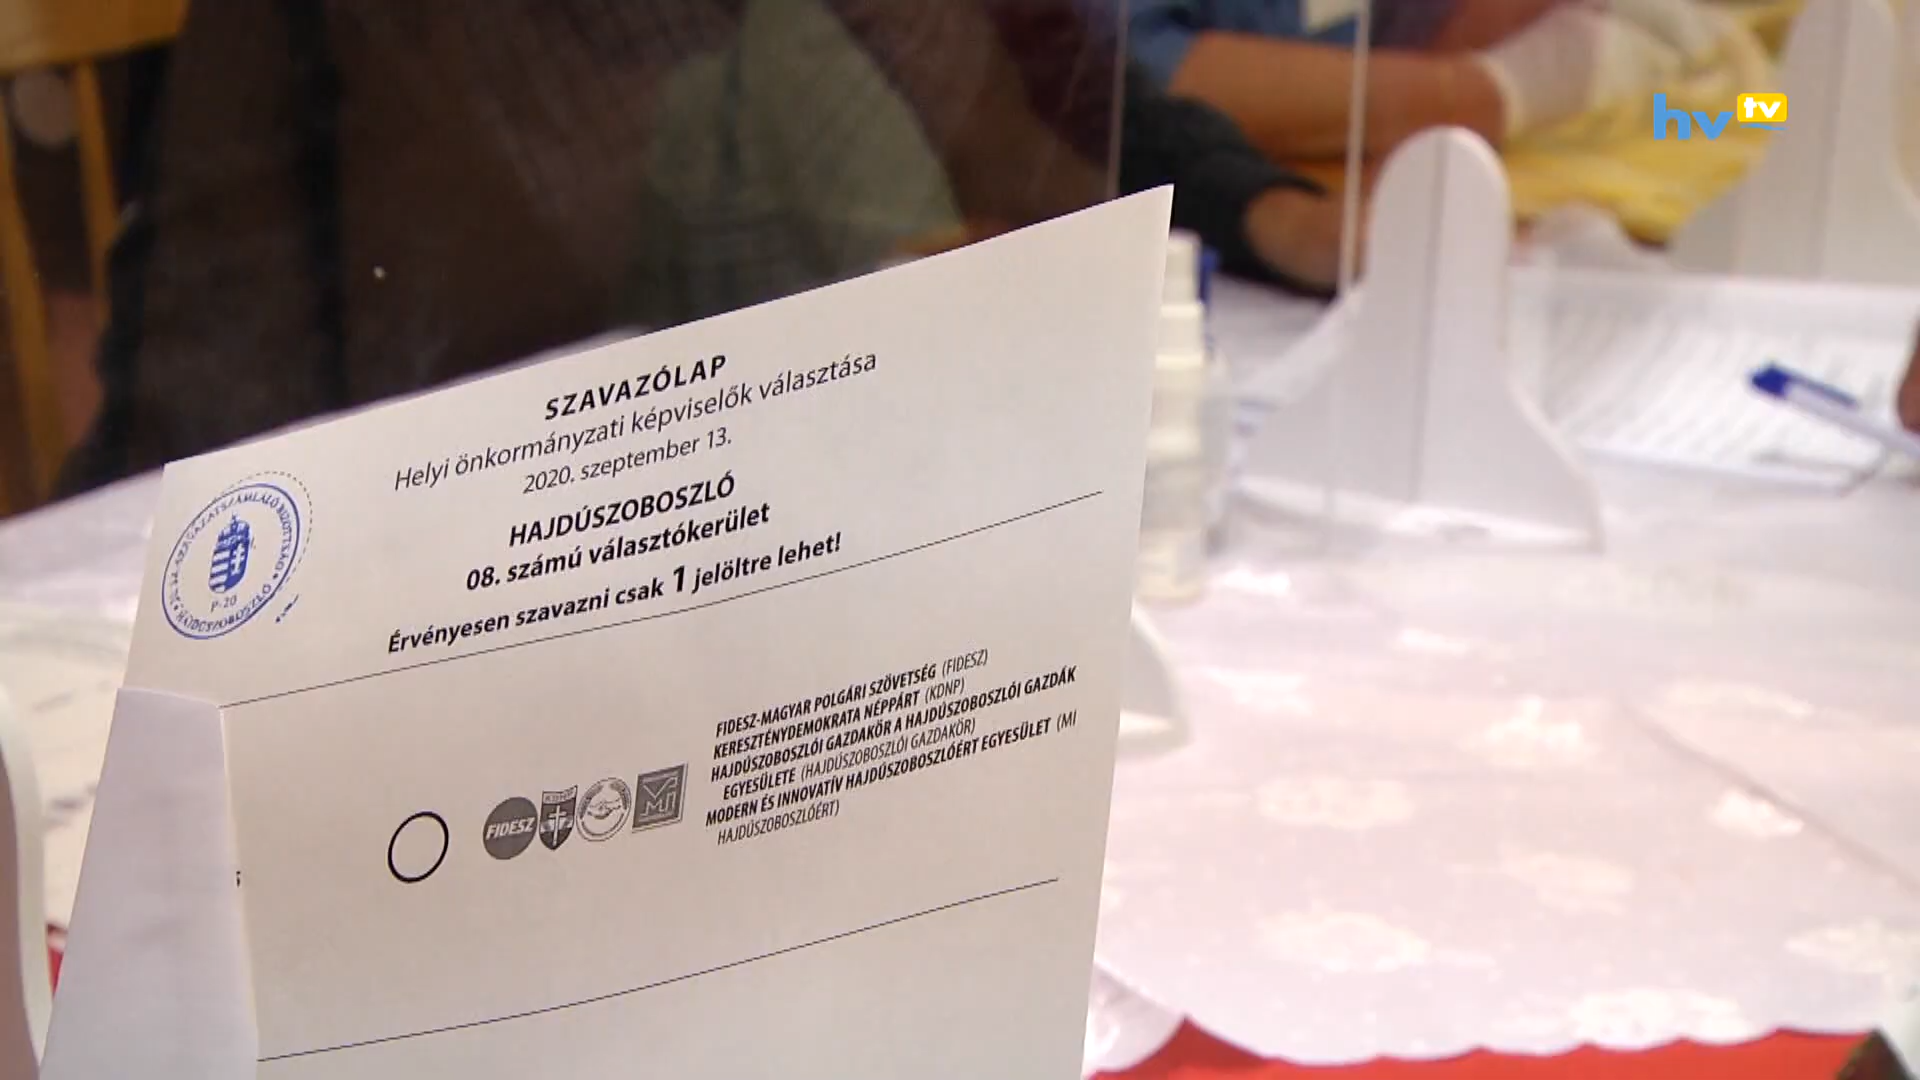 hv tv
SZAVAZÓLAP
Helyi önkormányzati képviselők választása
2020. szeptember 13.
HAJDÚSZOBOSZLÓ
08. számú választókerület
Érvényesen szavazni csak 1 jelöltre lehet!
P-20
HAJDÚSZOBOSZLÓ
FIDESZ-MAGYAR POLGÁRI SZÖVETSÉG (FIDESZ)
KERESZTÉNYDEMOKRATA NÉPPÁRT (KDNP)
HAJDÚSZOBOSZLÓI GAZDAKÖR A HAJDÚSZOBOSZLÓI GAZDÁK
EGYESÜLETE (HAJDÚSZOBOSZLÓI GAZDAKÖR)
MODERN ÉS INNOVATÍV HAJDÚSZOBOSZLÓÉRT EGYESÜLET (MI
HAJDÚSZOBOSZLÓÉRT)
FIDESZ
KDNP